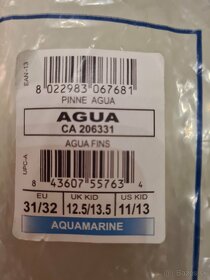 EAN-13
8 022983 067681
PINNE AGUA
AGUA
CA 206331
AGUA FINS
UPC-A
8 43607 55763 4
EU UK KID US KID
31/32 12.5/13.5 11/13
AQUAMARINE